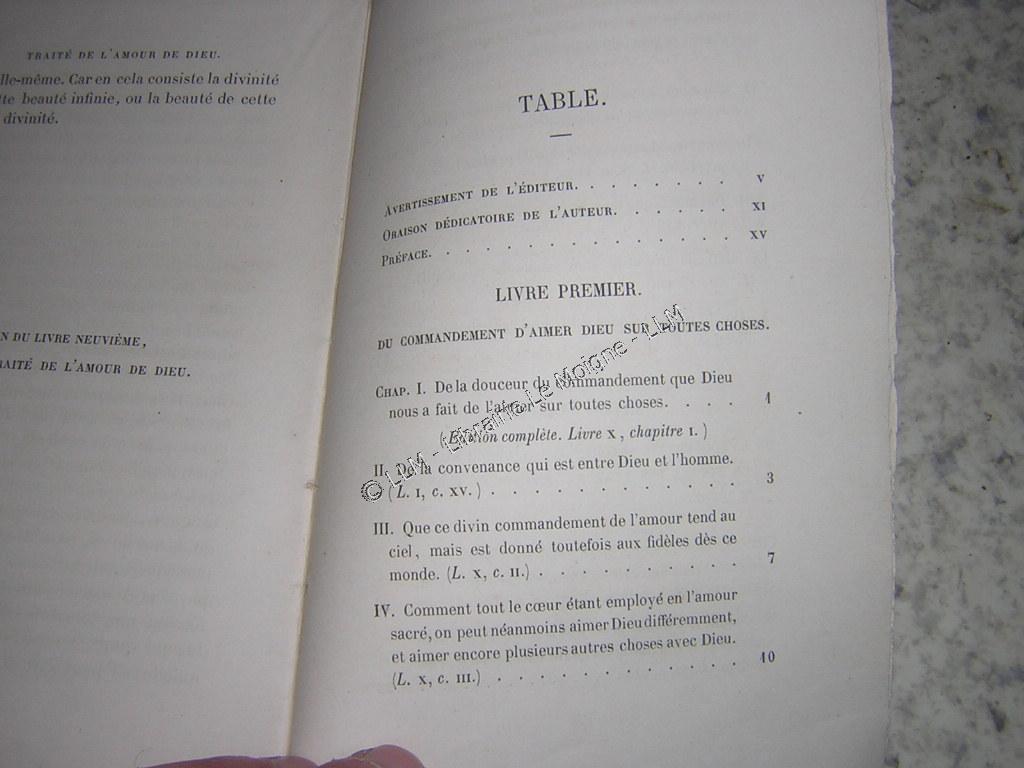 TRAITÉ DE L'AMOUR DE DIEU.
lle-même. Car en cela consiste la divinité
tte beauté infinie, ou la beauté de cette
divinité.
N DU LIVRE NEUVIÈME,
RAITÉ DE L'AMOUR DE DIEU.
TABLE.
AVERTISSEMENT DE L'ÉDITEUR. . . . . . . . V
ORAISON DÉDICATOIRE DE L'AUTEUR. . . . . . XI
PRÉFACE. . . . . . . . . . . . . . XV
LIVRE PREMIER.
DU COMMANDEMENT D'AIMER DIEU SUR TOUTES CHOSES.
CHAP. I. De la douceur du commandement que Dieu
nous a fait de l'aimer sur toutes choses. . . . . 1
(Edition complète. Livre X, chapitre I.)
II. De la convenance qui est entre Dieu et l'homme.
(L. I, C. XV.) . . . . . . . . . . . . 3
III. Que ce divin commandement de l'amour tend au
ciel, mais est donné toutefois aux fidèles dès ce
monde. (L. X, C. II.) . . . . . . . . . 7
IV. Comment tout le cœur étant employé en l'amour
sacré, on peut néanmoins aimer Dieu différemment,
et aimer encore plusieurs autres choses avec Dieu.
(L. X, C. III.) . . . . . . . . . . . 10
© LLM - Librairie Le Moigne - LLM